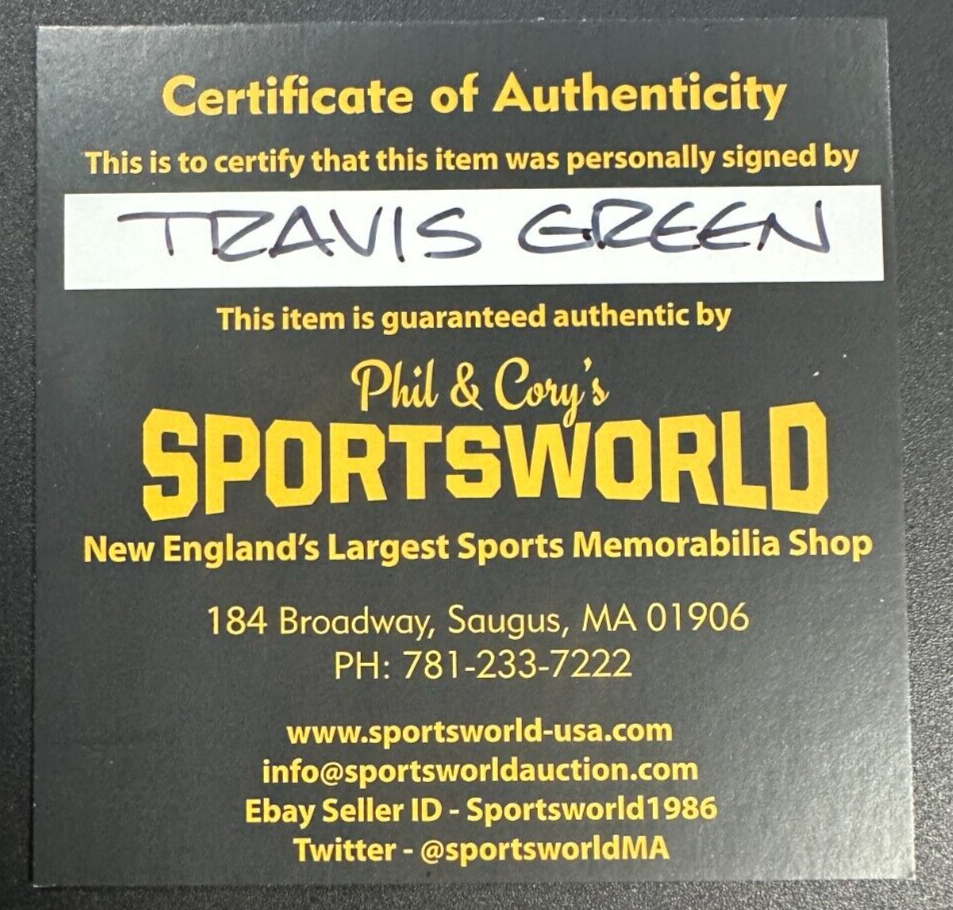 Certificate of Authenticity
This is to certify that this item was personally signed by
TRAVIS GREEN
This item is guaranteed authentic by
Phil & Cory's
SPORTSWORLD
New England's Largest Sports Memorabilia Shop
184 Broadway, Saugus, MA 01906
PH: 781-233-7222
www.sportsworld-usa.com
info@sportsworldauction.com
Ebay Seller ID - Sportsworld1986
Twitter - @sportsworldMA